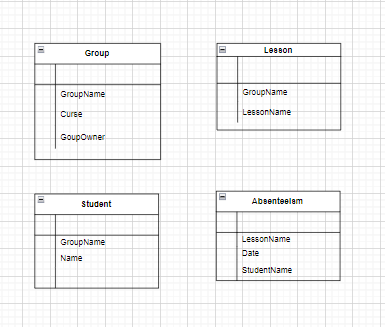 Group
GroupName
Curse
GoupOwner
Lesson
GroupName
LessonName
Student
GroupName
Name
Absenteeism
LessonName
Date
StudentName